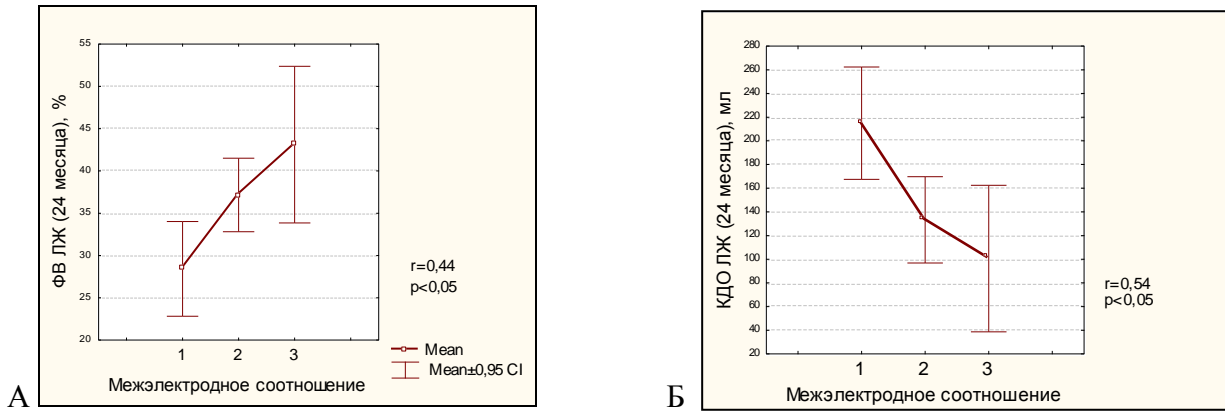 55
50
45
40
35
30
25
20
ФВ ЛЖ (24 месяца), %
1 2 3
Межэлектродное соотношение
r=0,44
p<0,05
Mean
Mean±0,95 CI
А
280
260
240
220
200
180
160
140
120
100
80
60
40
20
КДО ЛЖ (24 месяца), мл
1 2 3
Межэлектродное соотношение
r=0,54
p<0,05
Б